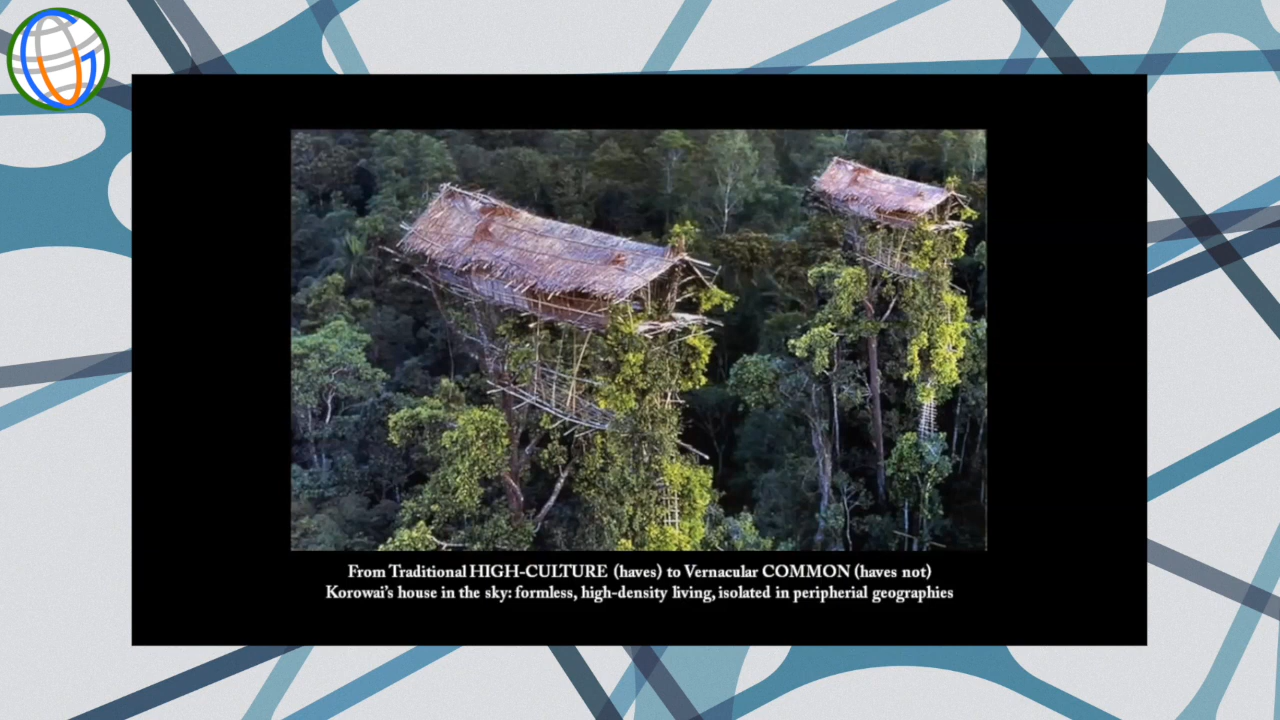 From Traditional HIGH-CULTURE (haves) to Vernacular COMMON (haves not)
Korowai's house in the sky: formless, high-density living, isolated in peripherial geographies